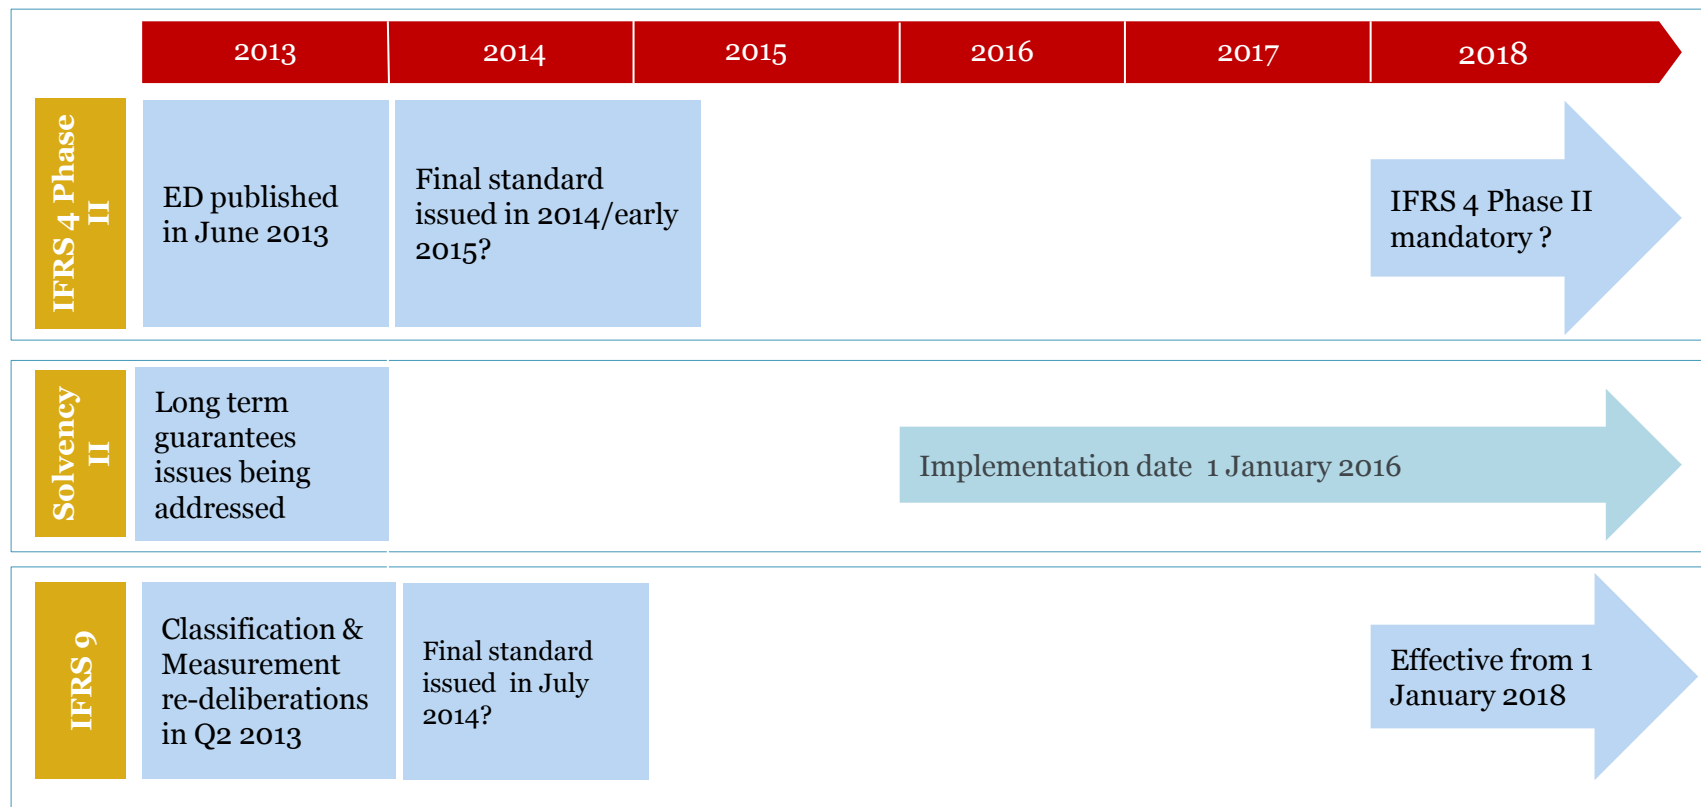 2013
2014
2015
2016
2017
2018
IFRS 4 Phase
II
ED published
in June 2013
Final standard
issued in 2014/early
2015?
IFRS 4 Phase II
mandatory ?
Solvency
II
Long term
guarantees
issues being
addressed
Implementation date  1 January 2016
IFRS 9
Classification &
Measurement
re-deliberations
in Q2 2013
Final standard
issued  in July
2014?
Effective from 1
January 2018